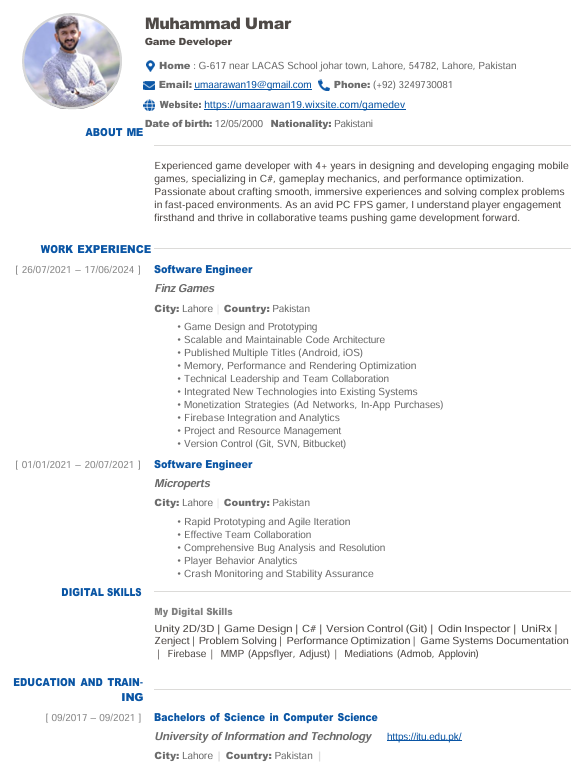 Muhammad Umar
Game Developer
Home : G-617 near LACAS School johar town, Lahore, 54782, Lahore, Pakistan
Email: umaarawan19@gmail.com Phone: (+92) 3249730081
Website: https://umaarawan19.wixsite.com/gamedev
Date of birth: 12/05/2000 Nationality: Pakistani
ABOUT ME
Experienced game developer with 4+ years in designing and developing engaging mobile
games, specializing in C#, gameplay mechanics, and performance optimization.
Passionate about crafting smooth, immersive experiences and solving complex problems
in fast-paced environments. As an avid PC FPS gamer, I understand player engagement
firsthand and thrive in collaborative teams pushing game development forward.
WORK EXPERIENCE
[ 26/07/2021 – 17/06/2024 ] Software Engineer
Finz Games
City: Lahore | Country: Pakistan
• Game Design and Prototyping
• Scalable and Maintainable Code Architecture
• Published Multiple Titles (Android, iOS)
• Memory, Performance and Rendering Optimization
• Technical Leadership and Team Collaboration
• Integrated New Technologies into Existing Systems
• Monetization Strategies (Ad Networks, In-App Purchases)
• Firebase Integration and Analytics
• Project and Resource Management
• Version Control (Git, SVN, Bitbucket)
[ 01/01/2021 – 20/07/2021 ] Software Engineer
Microperts
City: Lahore | Country: Pakistan
• Rapid Prototyping and Agile Iteration
• Effective Team Collaboration
• Comprehensive Bug Analysis and Resolution
• Player Behavior Analytics
• Crash Monitoring and Stability Assurance
DIGITAL SKILLS
My Digital Skills
Unity 2D/3D | Game Design | C# | Version Control (Git) | Odin Inspector | UniRx |
Zenject | Problem Solving | Performance Optimization | Game Systems Documentation
| Firebase | MMP (Appsflyer, Adjust) | Mediations (Admob, Applovin)
EDUCATION AND TRAIN-
ING
[ 09/2017 – 09/2021 ] Bachelors of Science in Computer Science
University of Information and Technology https://itu.edu.pk/
City: Lahore | Country: Pakistan |